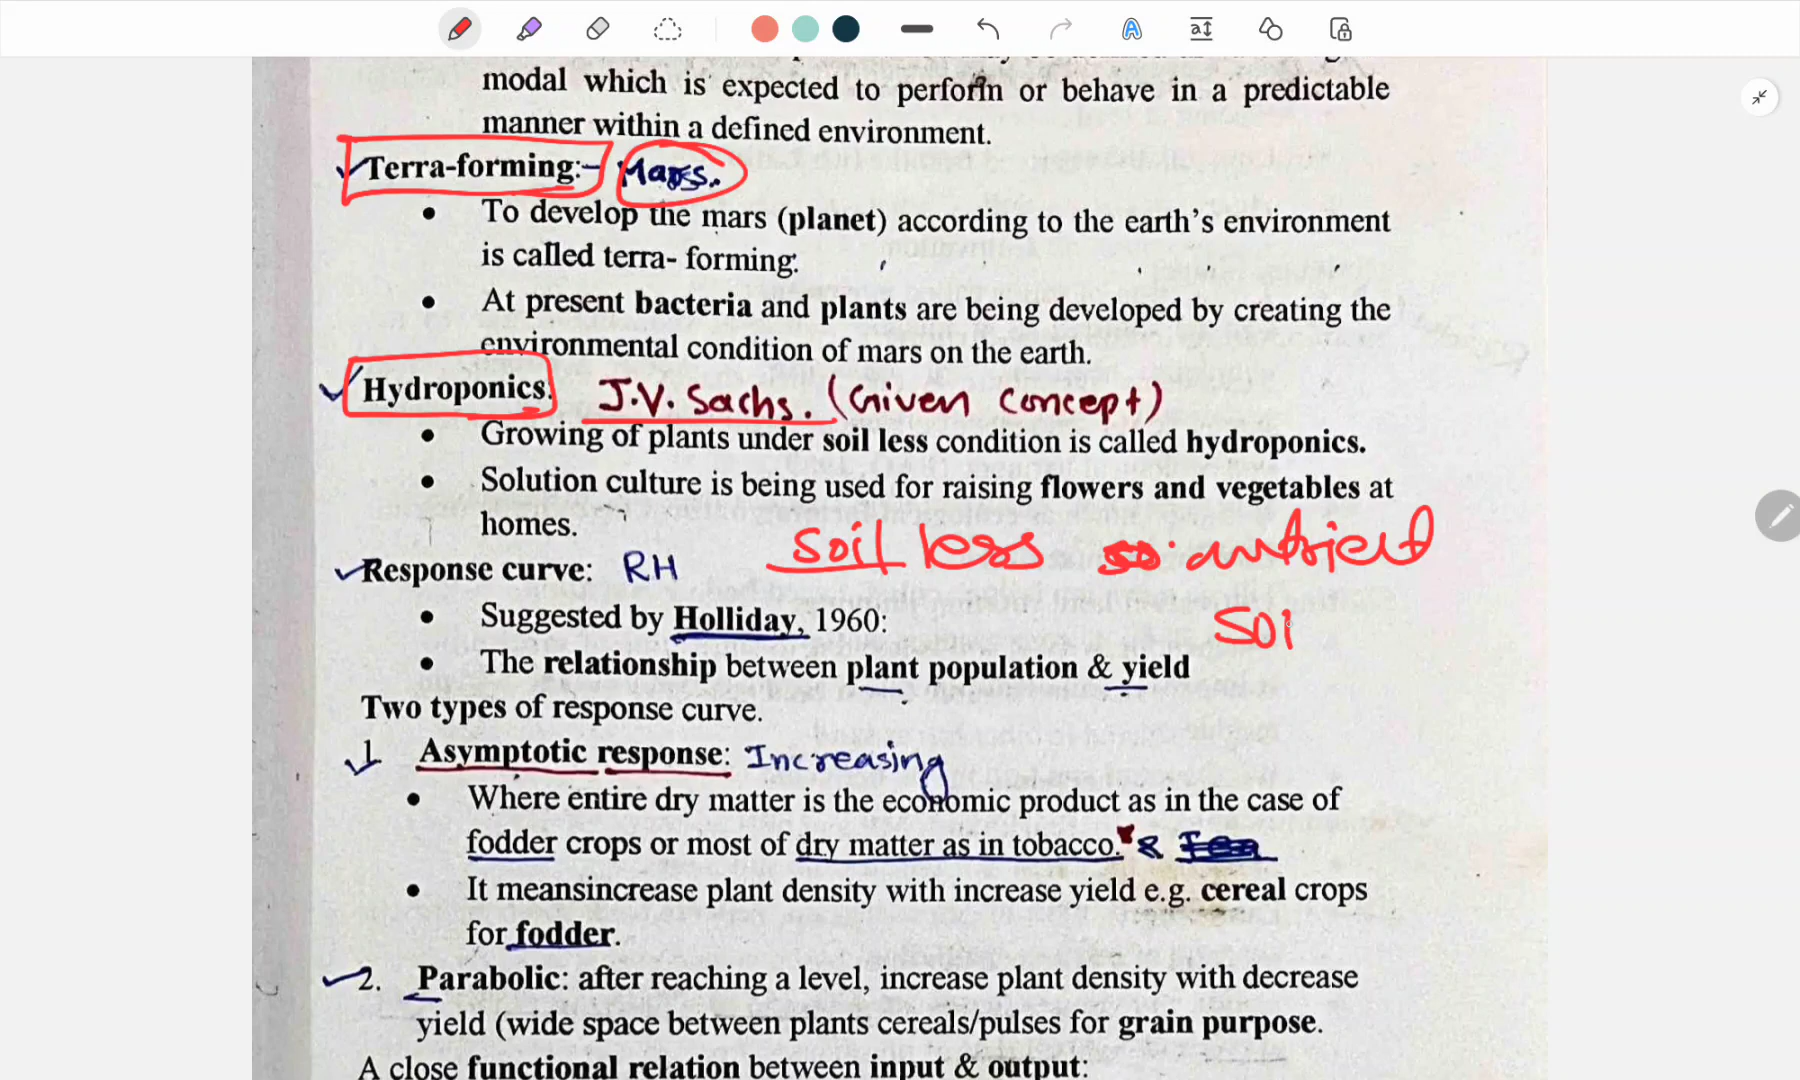 modal which is expected to perform or behave in a predictable
manner within a defined environment.
Terra-forming:- Mars.
• To develop the mars (planet) according to the earth's environment
is called terra- forming:
• At present bacteria and plants are being developed by creating the
environmental condition of mars on the earth.
Hydroponics: J.V. Sachs. (Given Concept)
• Growing of plants under soil less condition is called hydroponics.
• Solution culture is being used for raising flowers and vegetables at
homes.
soil less
Response curve: RH
• Suggested by Holliday, 1960:
soi
• The relationship between plant population & yield
Two types of response curve.
1. Asymptotic response: Increasing
• Where entire dry matter is the economic product as in the case of
fodder crops or most of dry matter as in tobacco. &
• It meansincrease plant density with increase yield e.g. cereal crops
for fodder.
2. Parabolic: after reaching a level, increase plant density with decrease
yield (wide space between plants cereals/pulses for grain purpose.
A close functional relation between input & output: